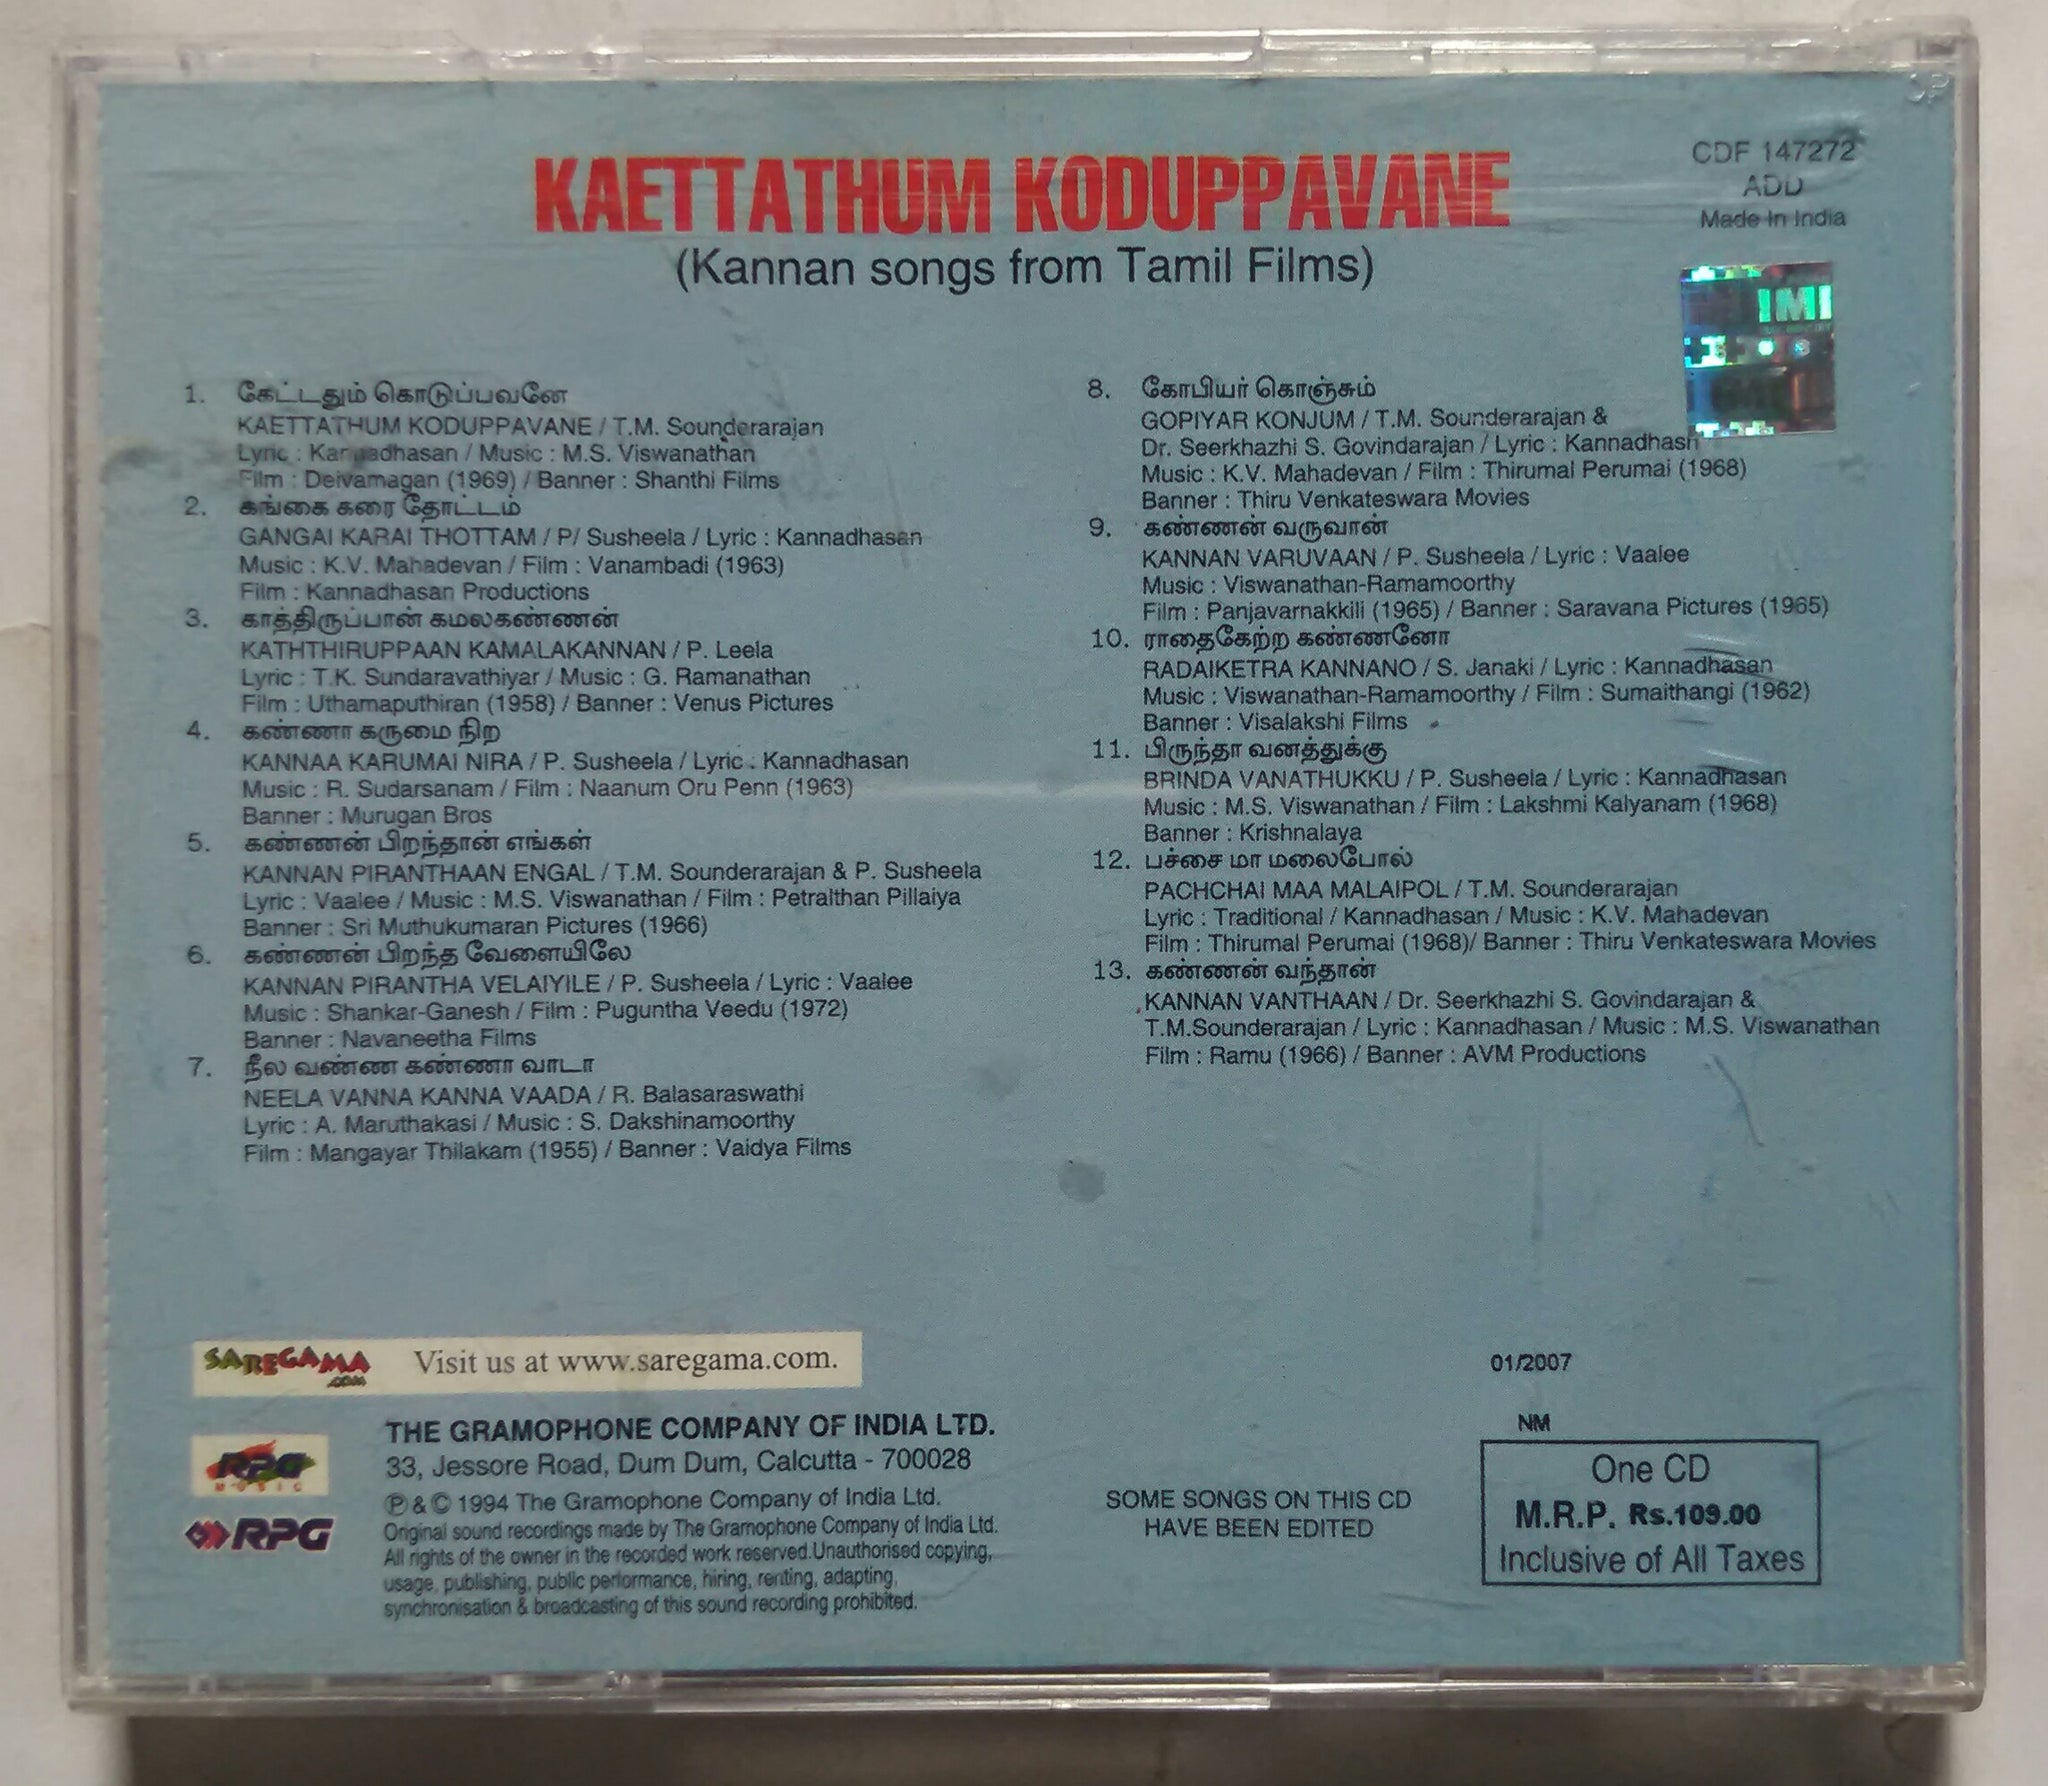 KAETTATHUM KODUPPAVANE
(Kannan songs from Tamil Films)
CDF 147272
ADD
Made In India
IMI
1. கேட்டதும் கொடுப்பவனே
KAETTATHUM KODUPPAVANE / T.M. Sounderarajan
Lyric : Kannadhasan / Music : M.S. Viswanathan
Film : Deivamagan (1969) / Banner : Shanthi Films
2. கங்கை கரை தோட்டம்
GANGAI KARAI THOTTAM / P/ Susheela / Lyric : Kannadhasan
Music : K.V. Mahadevan / Film : Vanambadi (1963)
Film : Kannadhasan Productions
3. காத்திருப்பான் கமலகண்ணன்
KATHTHIRUPPAAN KAMALAKANNAN / P. Leela
Lyric : T.K. Sundaravathiyar / Music : G. Ramanathan
Film : Uthamaputhiran (1958) / Banner : Venus Pictures
4. கண்ணா கருமை நிற
KANNAA KARUMAI NIRA / P. Susheela / Lyric : Kannadhasan
Music : R. Sudarsanam / Film : Naanum Oru Penn (1963)
Banner : Murugan Bros
5. கண்ணன் பிறந்தான் எங்கள்
KANNAN PIRANTHAAN ENGAL / T.M. Sounderarajan & P. Susheela
Lyric : Vaalee / Music : M.S. Viswanathan / Film : Petralthan Pillaiya
Banner : Sri Muthukumaran Pictures (1966)
6. கண்ணன் பிறந்த வேளையிலே
KANNAN PIRANTHA VELAIYILE / P. Susheela / Lyric : Vaalee
Music : Shankar-Ganesh / Film : Puguntha Veedu (1972)
Banner : Navaneetha Films
7. நீல வண்ண கண்ணா வாடா
NEELA VANNA KANNA VAADA / R. Balasaraswathi
Lyric : A. Maruthakasi / Music : S. Dakshinamoorthy
Film : Mangayar Thilakam (1955) / Banner : Vaidya Films
8. கோபியர் கொஞ்சும்
GOPIYAR KONJUM / T.M. Sounderarajan &
Dr. Seerkhazhi S. Govindarajan / Lyric : Kannadhasn
Music : K.V. Mahadevan / Film : Thirumal Perumai (1968)
Banner : Thiru Venkateswara Movies
9. கண்ணன் வருவான்
KANNAN VARUVAAN / P. Susheela / Lyric : Vaalee
Music : Viswanathan-Ramamoorthy
Film : Panjavarnakkili (1965) / Banner : Saravana Pictures (1965)
10. ராதைகேற்ற கண்ணனோ
RADAIKETRA KANNANO / S. Janaki / Lyric : Kannadhasan
Music : Viswanathan-Ramamoorthy / Film : Sumaithangi (1962)
Banner : Visalakshi Films
11. பிருந்தா வனத்துக்கு
BRINDA VANATHUKKU / P. Susheela / Lyric : Kannadhasan
Music : M.S. Viswanathan / Film : Lakshmi Kalyanam (1968)
Banner : Krishnalaya
12. பச்சை மா மலைபோல்
PACHCHAI MAA MALAIPOL / T.M. Sounderarajan
Lyric : Traditional / Kannadhasan / Music : K.V. Mahadevan
Film : Thirumal Perumai (1968)/ Banner : Thiru Venkateswara Movies
13. கண்ணன் வந்தான்
KANNAN VANTHAAN / Dr. Seerkhazhi S. Govindarajan &
T.M.Sounderarajan / Lyric : Kannadhasan / Music : M.S. Viswanathan
Film : Ramu (1966) / Banner : AVM Productions
SAREGAMA.COM Visit us at www.saregama.com.
RPG MUSIC
RPG
THE GRAMOPHONE COMPANY OF INDIA LTD.
33, Jessore Road, Dum Dum, Calcutta - 700028
℗ & © 1994 The Gramophone Company of India Ltd.
Original sound recordings made by The Gramophone Company of India Ltd.
All rights of the owner in the recorded work reserved.Unauthorised copying,
usage, publishing, public performance, hiring, renting, adapting,
synchronisation & broadcasting of this sound recording prohibited.
SOME SONGS ON THIS CD
HAVE BEEN EDITED
01/2007
NM
One CD
M.R.P. Rs.109.00
Inclusive of All Taxes